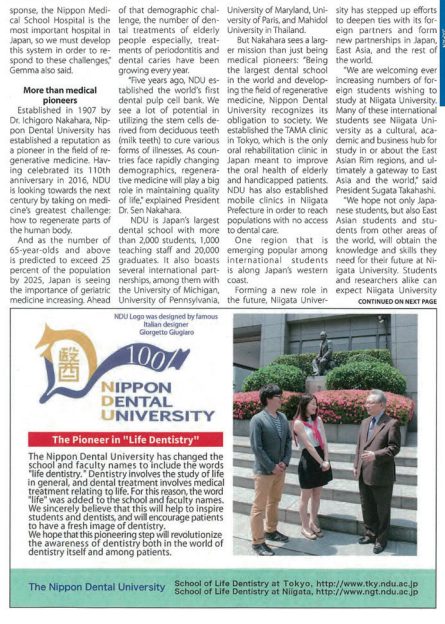 sponse, the Nippon Medi-
cal School Hospital is the
most important hospital in
Japan, so we must develop
this system in order to re-
spond to these challenges,"
Gemma also said.
More than medical
pioneers
Established in 1907 by
Dr. Ichigoro Nakahara, Nip-
pon Dental University has
established a reputation as
a pioneer in the field of re-
generative medicine. Hav-
ing celebrated its 110th
anniversary in 2016, NDU
is looking towards the next
century by taking on medi-
cine's greatest challenge:
how to regenerate parts of
the human body.
And as the number of
65-year-olds and above
is predicted to exceed 25
percent of the population
by 2025, Japan is seeing
the importance of geriatric
medicine increasing. Ahead
of that demographic chal-
lenge, the number of den-
tal treatments of elderly
people especially, treat-
ments of periodontitis and
dental caries have been
growing every year.
"Five years ago, NDU es-
tablished the world's first
dental pulp cell bank. We
see a lot of potential in
utilizing the stem cells de-
rived from deciduous teeth
(milk teeth) to cure various
forms of illnesses. As coun-
tries face rapidly changing
demographics, regenera-
tive medicine will play a big
role in maintaining quality
of life," explained President
Dr. Sen Nakahara.
NDU is Japan's largest
dental school with more
than 2,000 students, 1,000
teaching staff and 20,000
graduates. It also boasts
several international part-
nerships, among them with
the University of Michigan,
University of Pennsylvania,
University of Maryland, Uni-
versity of Paris, and Mahidol
University in Thailand.
But Nakahara sees a larg-
er mission than just being
medical pioneers: "Being
the largest dental school
in the world and develop-
ing the field of regenerative
medicine, Nippon Dental
University recognizes its
obligation to society. We
established the TAMA clinic
in Tokyo, which is the only
oral rehabilitation clinic in
Japan meant to improve
the oral health of elderly
and handicapped patients.
NDU has also established
mobile clinics in Niigata
Prefecture in order to reach
populations with no access
to dental care.
One region that is
emerging popular among
international students
is along Japan's western
coast.
Forming a new role in
the future, Niigata Univer-
sity has stepped up efforts
to deepen ties with its for-
eign partners and form
new partnerships in Japan,
East Asia, and the rest of
the world.
"We are welcoming ever
increasing numbers of for-
eign students wishing to
study at Niigata University.
Many of these international
students see Niigata Uni-
versity as a cultural, aca-
demic and business hub for
study in or about the East
Asian Rim regions, and ul-
timately a gateway to East
Asia and the world," said
President Sugata Takahashi.
"We hope not only Japa-
nese students, but also East
Asian students and stu-
dents from other areas of
the world, will obtain the
knowledge and skills they
need for their future at Ni-
igata University. Students
and researchers alike can
expect Niigata University
CONTINUED ON NEXT PAGE
NDU Logo was designed by famous
Italian designer
Giorgetto Giugiaro
醫
100th
NIPPON
DENTAL
UNIVERSITY
The Pioneer in "Life Dentistry"
The Nippon Dental University has changed the
school and faculty names to include the words
"life dentistry." Dentistry involves the study of life
in general, and dental treatment involves medical
treatment relating to life. For this reason, the word
"life" was added to the school and faculty names.
We sincerely believe that this will help to inspire
students and dentists, and will encourage patients
to have a fresh image of dentistry.
We hope that this pioneering step will revolutionize
the awareness of dentistry both in the world of
dentistry itself and among patients.
The Nippon Dental University
School of Life Dentistry at Tokyo, http://www.tky.ndu.ac.jp
School of Life Dentistry at Niigata, http://www.ngt.ndu.ac.jp